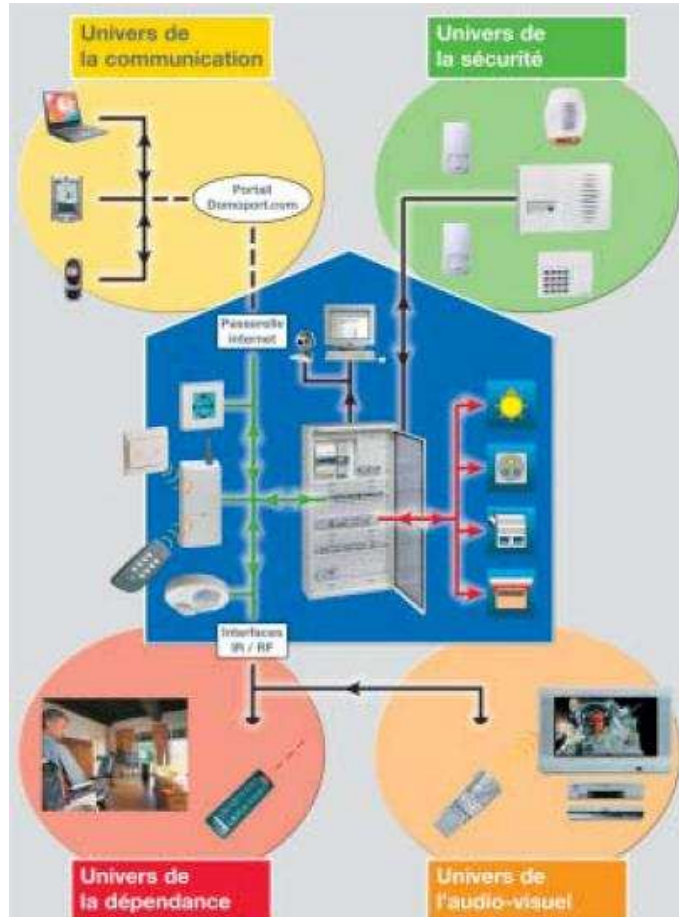 Univers de
la communication
Univers de
la sécurité
Portail
Domoport.com
Passerelle
internet
Interfaces
IR / RF
Univers de
la dépendance
Univers de
l'audio-visuel